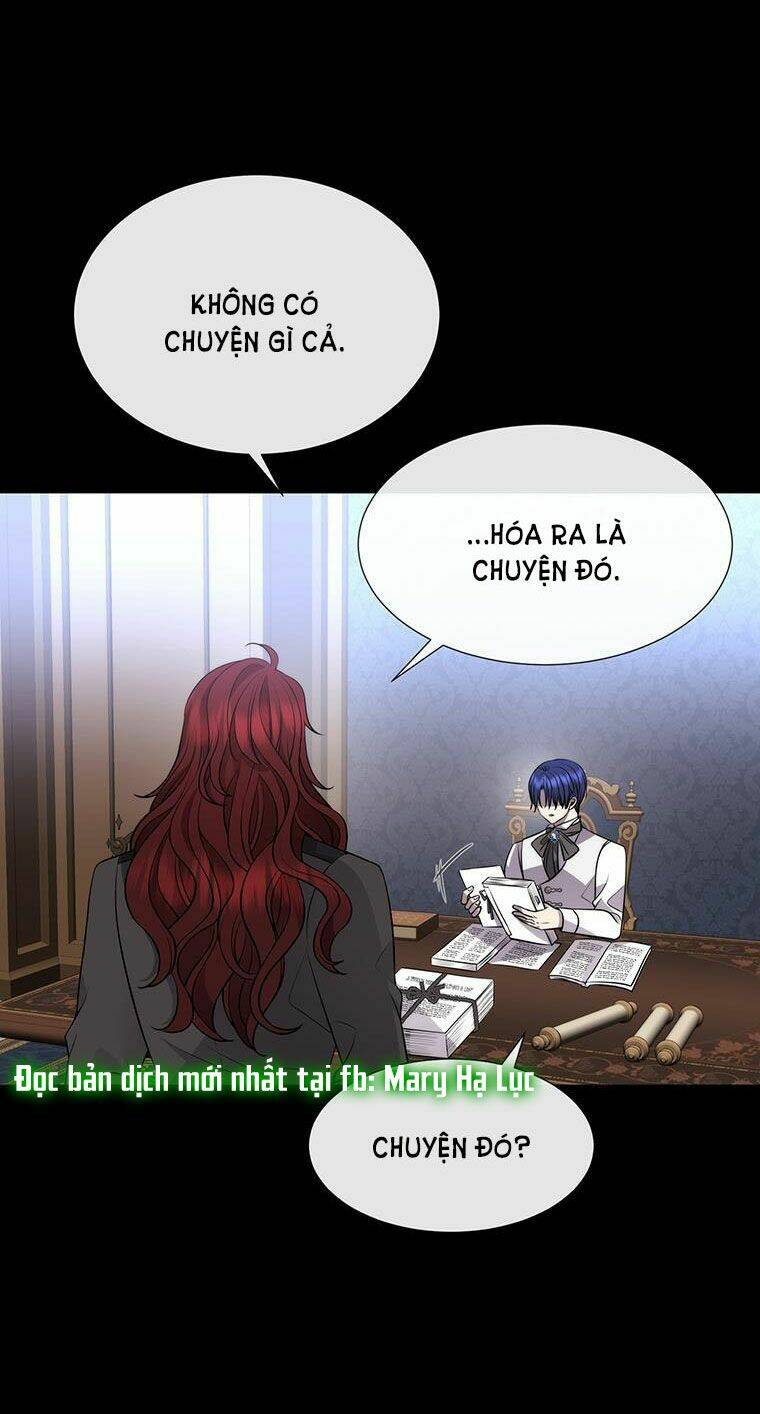 KHÔNG CÓ
CHUYỆN GÌ CẢ.
...HÓA RA LÀ
CHUYỆN ĐÓ.
Đọc bản dịch mới nhất tại fb: Mary Hạ Lục
CHUYỆN ĐÓ?